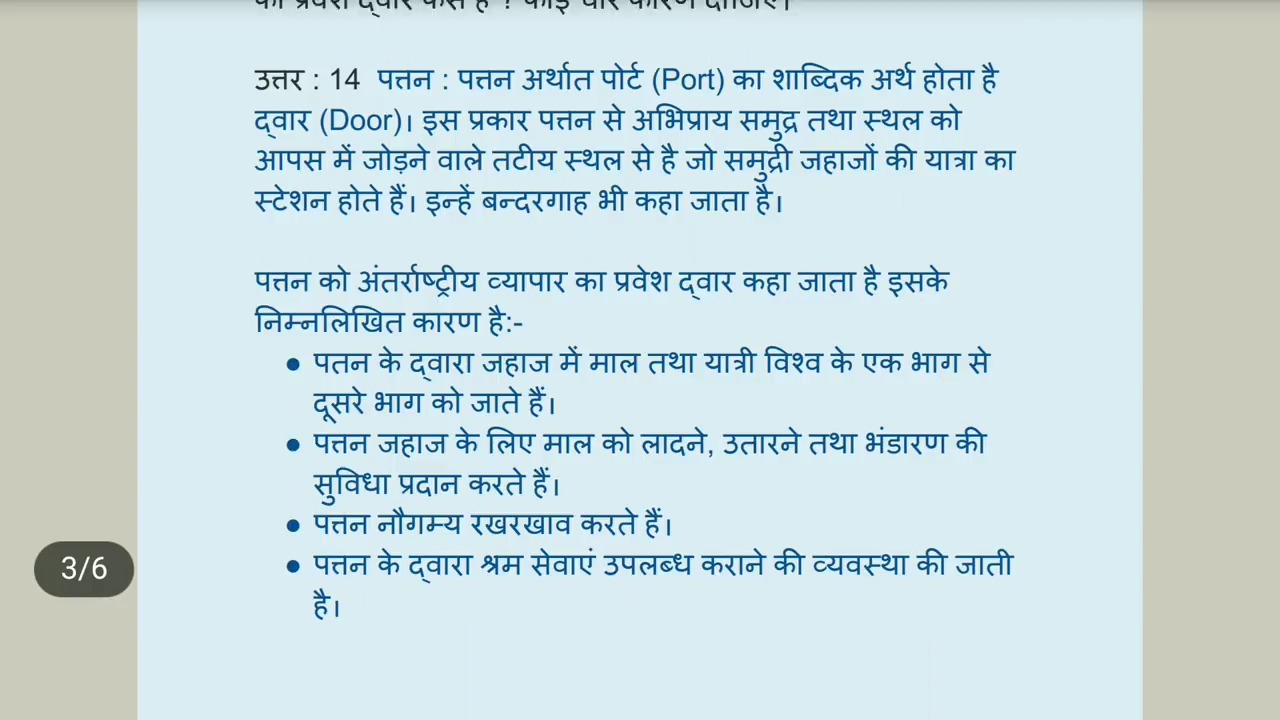 उत्तर : 14 पत्तन : पत्तन अर्थात पोर्ट (Port) का शाब्दिक अर्थ होता है
द्वार (Door)। इस प्रकार पत्तन से अभिप्राय समुद्र तथा स्थल को
आपस में जोड़ने वाले तटीय स्थल से है जो समुद्री जहाजों की यात्रा का
स्टेशन होते हैं। इन्हें बन्दरगाह भी कहा जाता है।
पत्तन को अंतर्राष्ट्रीय व्यापार का प्रवेश द्वार कहा जाता है इसके
निम्नलिखित कारण है:-
● पतन के द्वारा जहाज में माल तथा यात्री विश्व के एक भाग से
दूसरे भाग को जाते हैं।
● पत्तन जहाज के लिए माल को लादने, उतारने तथा भंडारण की
सुविधा प्रदान करते हैं।
● पत्तन नौगम्य रखरखाव करते हैं।
● पत्तन के द्वारा श्रम सेवाएं उपलब्ध कराने की व्यवस्था की जाती
है।
3/6